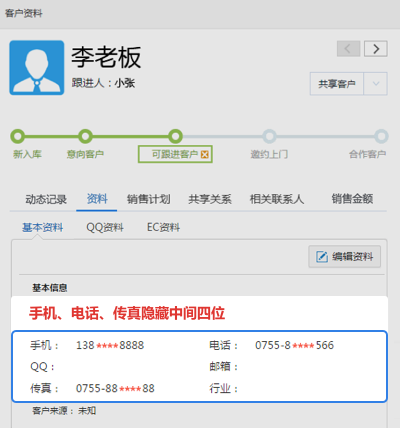 客户资料
李老板
跟进人：小张
共享客户
新入库 意向客户 可跟进客户 邀约上门 合作客户
动态记录 资料 销售计划 共享关系 相关联系人 销售金额
基本资料 QQ资料 EC资料
编辑资料
基本信息
手机、电话、传真隐藏中间四位
手机： 138****8888 电话： 0755-8****566
QQ： 邮箱：
传真： 0755-88****88 行业：
客户来源：未知